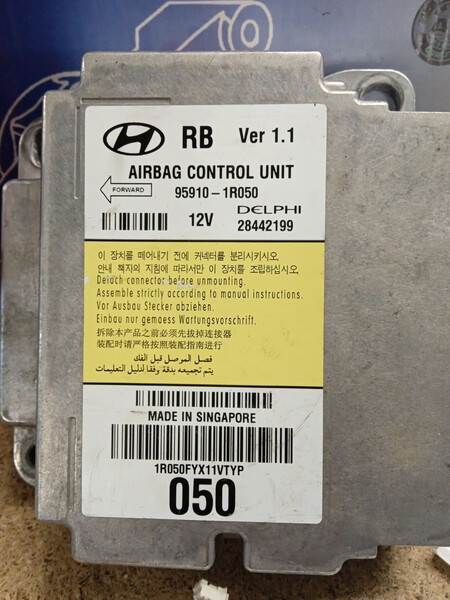 RB Ver 1.1
AIRBAG CONTROL UNIT
FORWARD
95910-1R050
12V DELPHI
28442199
이 장치를 떼어내기 전에 커넥터를 분리시키시오.
안내 책자의 지침에 따라서만 이 장치를 조립하십시오.
Detach connector before unmounting.
Assemble strictly according to manual instructions.
Vor Ausbau Stecker abziehen.
Einbau nur gemaess Wartungsvorschrift.
拆除本产品之前必须先拔掉连接器
装配时请严格按照装配指南进行
فصل الموصل قبل الفك
يتم تجميعه بدقة وفقا لدليل التعليمات
MADE IN SINGAPORE
1R050FYX11VTYP
050